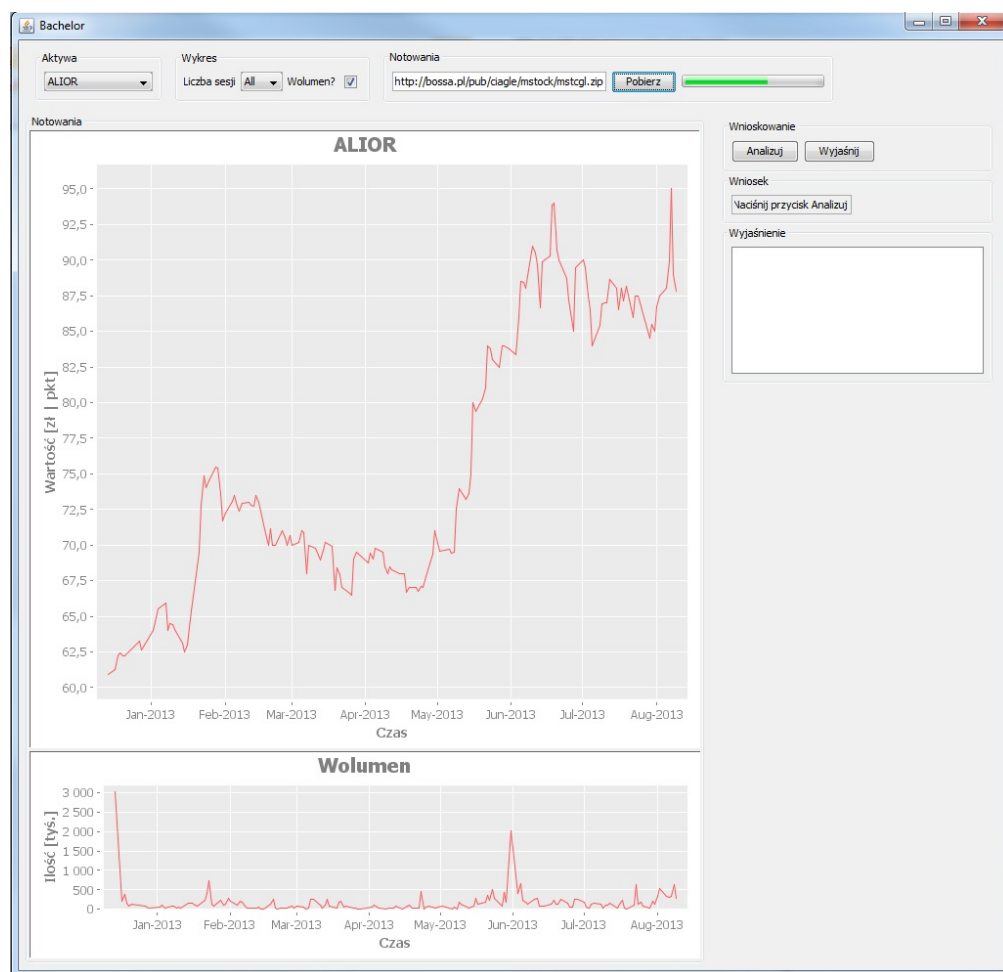 Bachelor
Aktywa
ALIOR
Wykres
Liczba sesji All Wolumen?
Notowania
http://bossa.pl/pub/ciagle/mstock/mstcgl.zip Pobierz
Notowania
ALIOR
Wartość [zł | pkt]
95,0
92,5
90,0
87,5
85,0
82,5
80,0
77,5
75,0
72,5
70,0
67,5
65,0
62,5
60,0
Jan-2013 Feb-2013 Mar-2013 Apr-2013 May-2013 Jun-2013 Jul-2013 Aug-2013
Czas
Wolumen
Ilość [tyś.]
3 000
2 500
2 000
1 500
1 000
500
0
Jan-2013 Feb-2013 Mar-2013 Apr-2013 May-2013 Jun-2013 Jul-2013 Aug-2013
Czas
Wnioskowanie
Analizuj Wyjaśnij
Wniosek
Naciśnij przycisk Analizuj
Wyjaśnienie